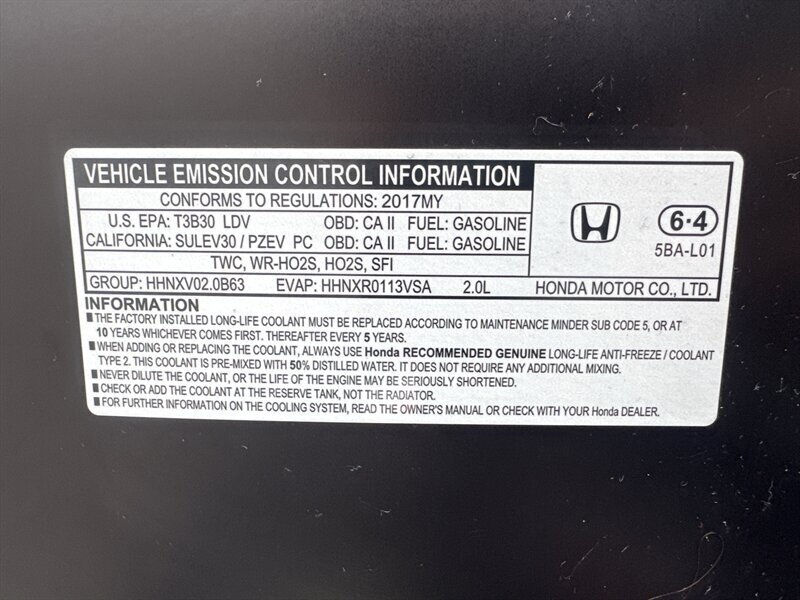 VEHICLE EMISSION CONTROL INFORMATION
CONFORMS TO REGULATIONS: 2017MY
U.S. EPA: T3B30 LDV OBD: CA II FUEL: GASOLINE
CALIFORNIA: SULEV30 / PZEV PC OBD: CA II FUEL: GASOLINE
TWC, WR-HO2S, HO2S, SFI
GROUP: HHNXV02.0B63 EVAP: HHNXR0113VSA 2.0L
6·4
5BA-L01
HONDA MOTOR CO., LTD.
INFORMATION
■ THE FACTORY INSTALLED LONG-LIFE COOLANT MUST BE REPLACED ACCORDING TO MAINTENANCE MINDER SUB CODE 5, OR AT
10 YEARS WHICHEVER COMES FIRST. THEREAFTER EVERY 5 YEARS.
■ WHEN ADDING OR REPLACING THE COOLANT, ALWAYS USE Honda RECOMMENDED GENUINE LONG-LIFE ANTI-FREEZE / COOLANT
TYPE 2. THIS COOLANT IS PRE-MIXED WITH 50% DISTILLED WATER. IT DOES NOT REQUIRE ANY ADDITIONAL MIXING.
■ NEVER DILUTE THE COOLANT, OR THE LIFE OF THE ENGINE MAY BE SERIOUSLY SHORTENED.
■ CHECK OR ADD THE COOLANT AT THE RESERVE TANK, NOT THE RADIATOR.
■ FOR FURTHER INFORMATION ON THE COOLING SYSTEM, READ THE OWNER'S MANUAL OR CHECK WITH YOUR Honda DEALER.